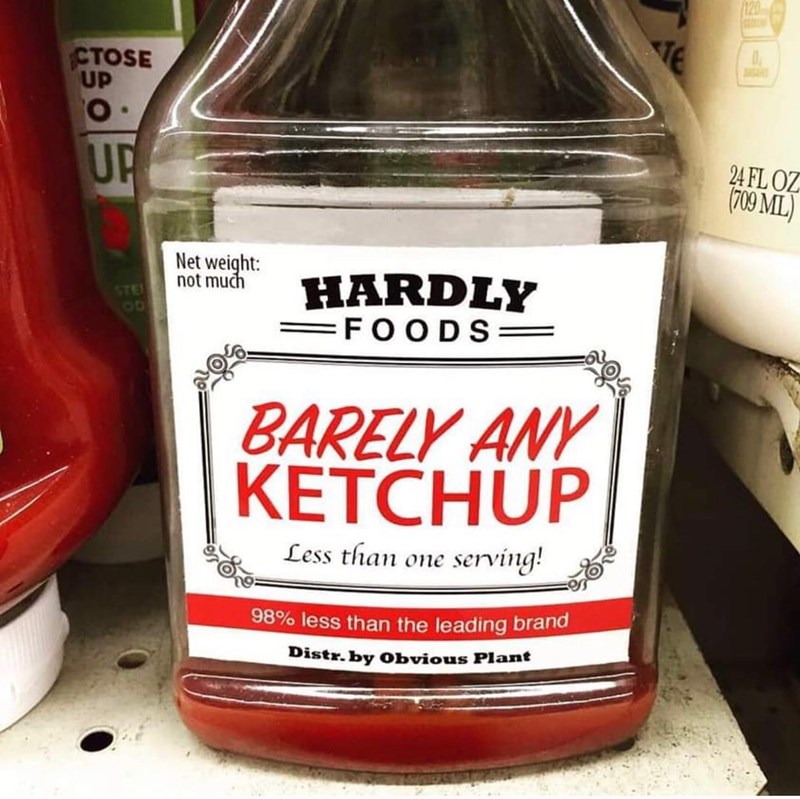 Net weight:
not much
HARDLY
FOODS
BARELY ANY
KETCHUP
Less than one serving!
98% less than the leading brand
Distr. by Obvious Plant
CTOSE
UP
UP
24 FL OZ
(709 ML)